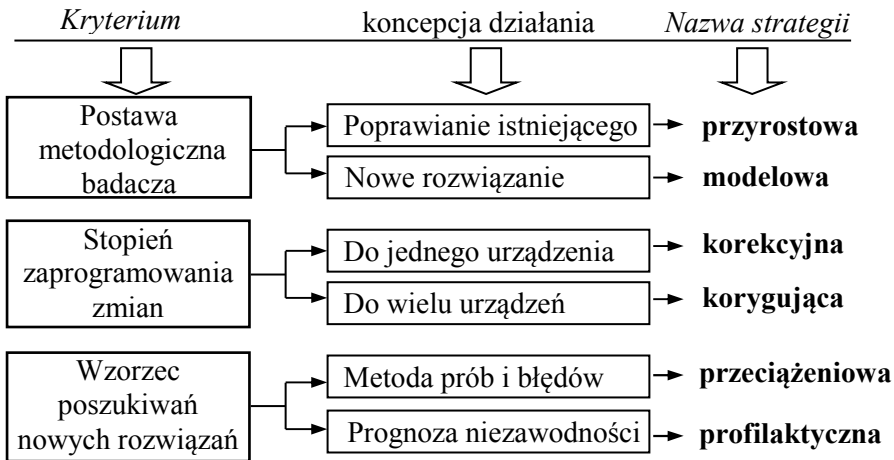 Kryterium koncepcja działania Nazwa strategii
Postawa
metodologiczna
badacza
Poprawianie istniejącego przyrostowa
Nowe rozwiązanie modelowa
Stopień
zaprogramowania
zmian
Do jednego urządzenia korekcyjna
Do wielu urządzeń korygująca
Wzorzec
poszukiwań
nowych rozwiązań
Metoda prób i błędów przeciążeniowa
Prognoza niezawodności profilaktyczna